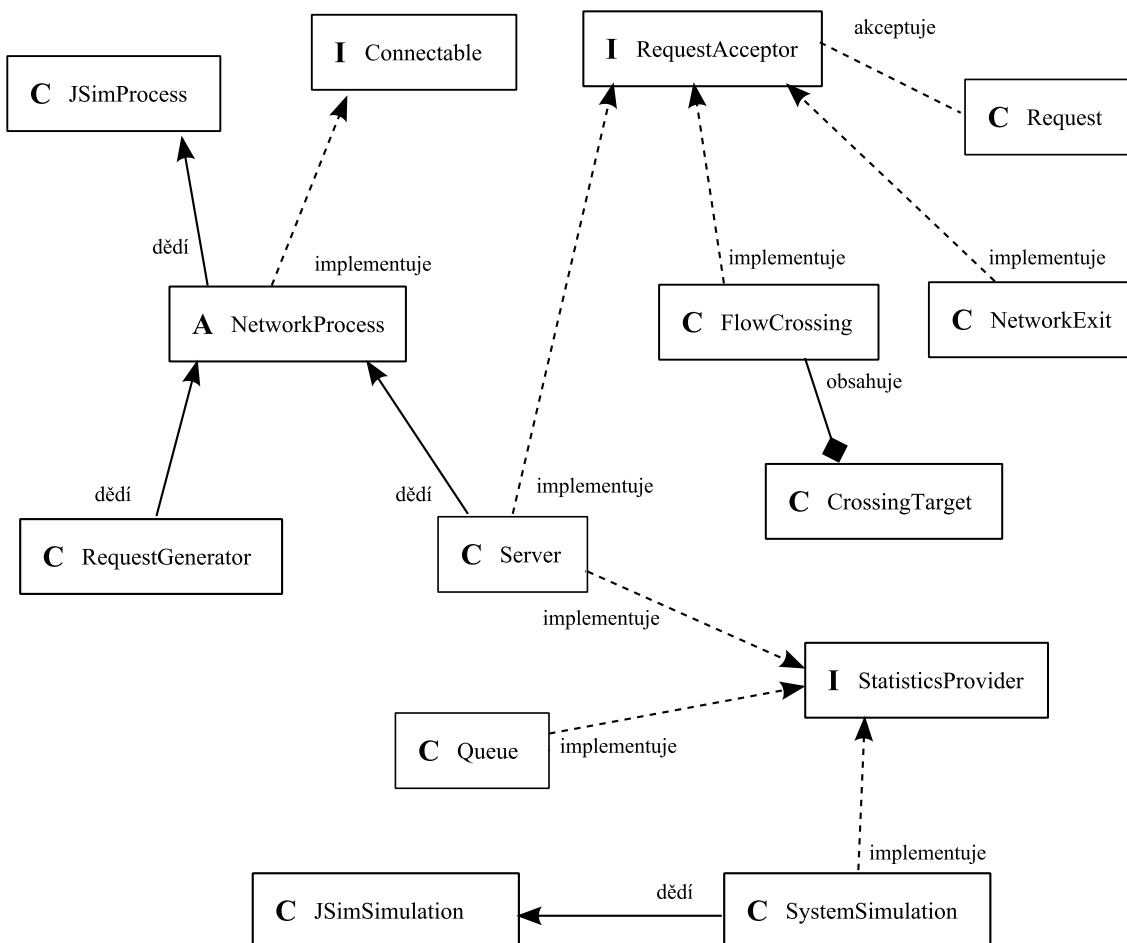 I Connectable
I RequestAcceptor
akceptuje
C JSimProcess
C Request
dědí
implementuje
implementuje
implementuje
A NetworkProcess
C FlowCrossing
C NetworkExit
obsahuje
dědí
dědí
implementuje
C CrossingTarget
C RequestGenerator
C Server
implementuje
I StatisticsProvider
C Queue
implementuje
implementuje
dědí
C JSimSimulation
C SystemSimulation